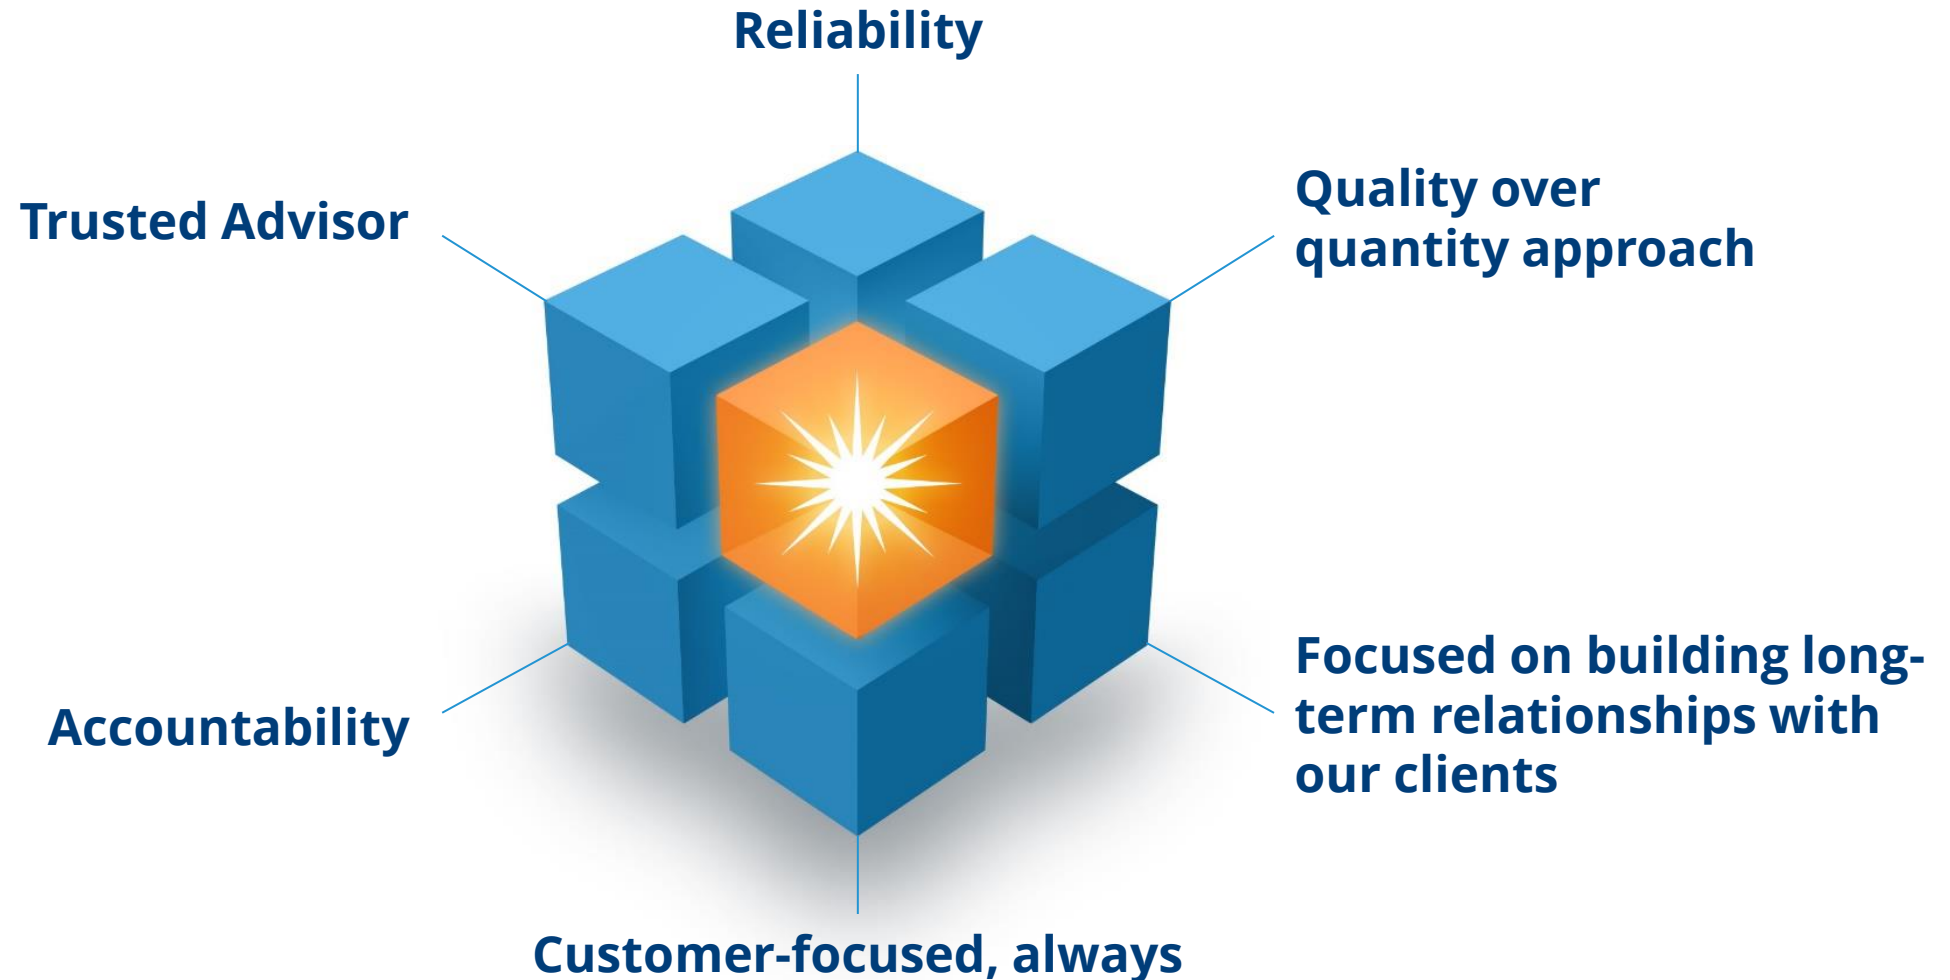 Reliability
Trusted Advisor
Quality over
quantity approach
Accountability
Focused on building long-
term relationships with
our clients
Customer-focused, always